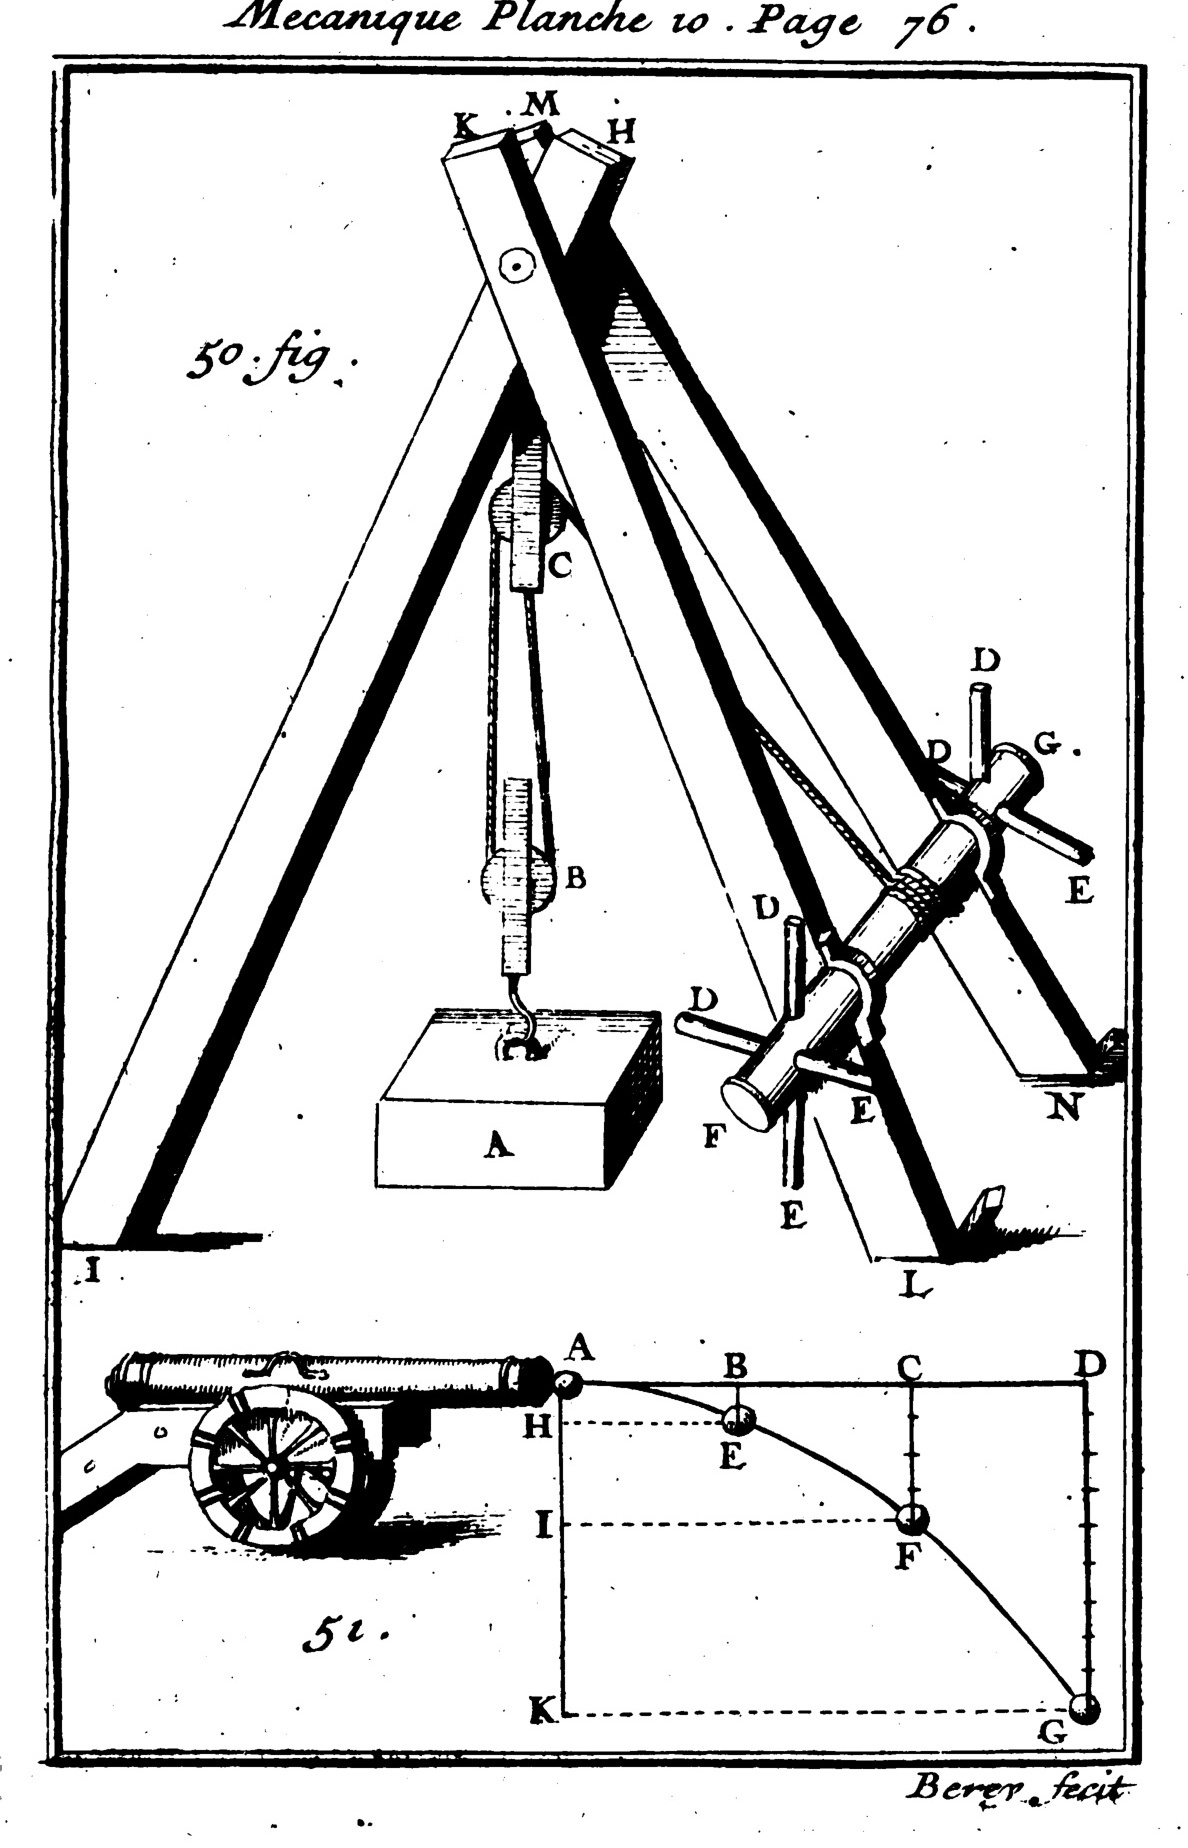 Mecanique Planche 10 . Page 76 .
K M H
50. fig .
C
D
D G .
B
E
D
D
A
F E N
E
I L
A B C D
H
E
I
F
51.
K
G
Berey fecit